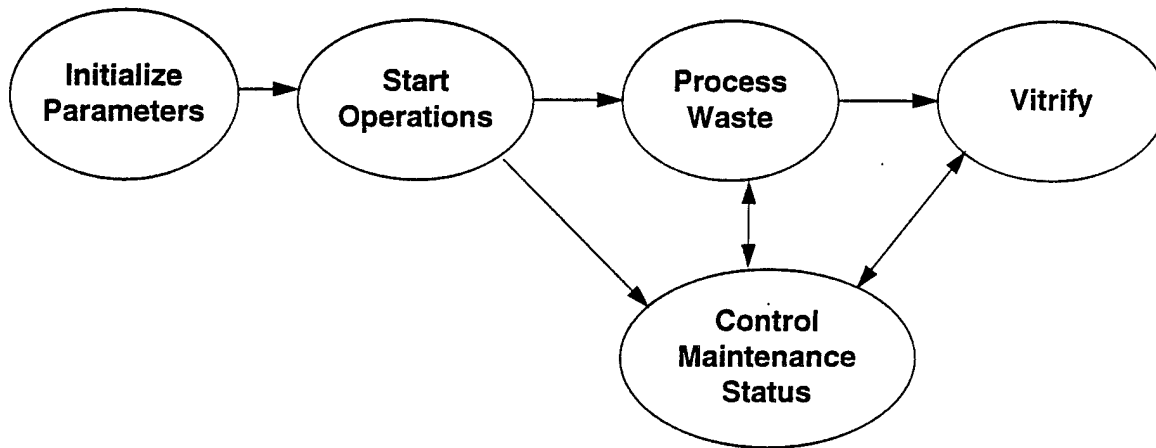 Initialize
Parameters
Start
Operations
Process
Waste
Vitrify
Control
Maintenance
Status